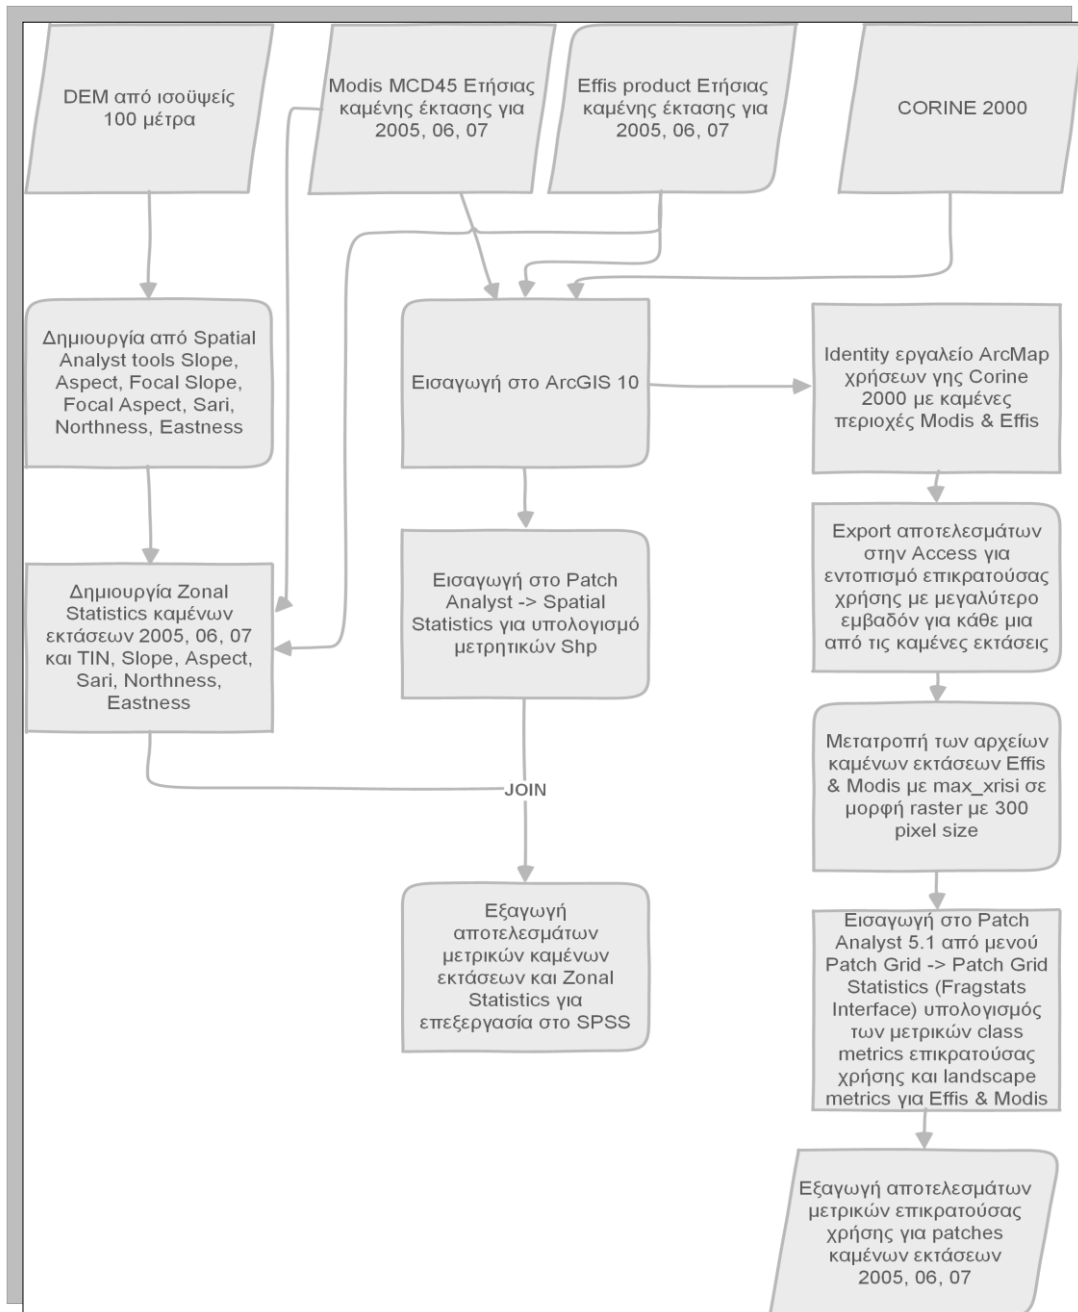 DEM από ισοϋψείς
100 μέτρα
Modis MCD45 Ετήσιας
καμένης έκτασης για
2005, 06, 07
Effis product Ετησιας
καμένης έκτασης για
2005, 06, 07
CORINE 2000
Δημιουργία από Spatial
Analyst tools Slope,
Aspect, Focal Slope,
Focal Aspect, Sari,
Northness, Eastness
Εισαγωγή στο ArcGIS 10
Identity εργαλείο ArcMap
χρήσεων γης Corine
2000 με καμένες
περιοχές Modis & Effis
Δημιουργία Zonal
Statistics καμένων
εκτάσεων 2005, 06, 07
και TIN, Slope, Aspect,
Sari, Northness,
Eastness
Εισαγωγή στο Patch
Analyst -> Spatial
Statistics για υπολογισμό
μετρητικών Shp
Export αποτελεσμάτων
στην Access για
εντοπισμό επικρατούσας
χρήσης με μεγαλύτερο
εμβαδόν για κάθε μια
από τις καμένες εκτάσεις
Μετατροπή των αρχείων
καμένων εκτάσεων Effis
& Modis με max_xrisi σε
μορφή raster με 300
pixel size
JOIN
Εξαγωγή
αποτελεσμάτων
μετρικών καμένων
εκτάσεων και Zonal
Statistics για
επεξεργασία στο SPSS
Εισαγωγή στο Patch
Analyst 5.1 από μενού
Patch Grid -> Patch Grid
Statistics (Fragstats
Interface) υπολογισμός
των μετρικών class
metrics επικρατούσας
χρήσης και landscape
metrics για Effis & Modis
Εξαγωγή αποτελεσμάτων
μετρικών επικρατούσας
χρήσης για patches
καμένων εκτάσεων
2005, 06, 07